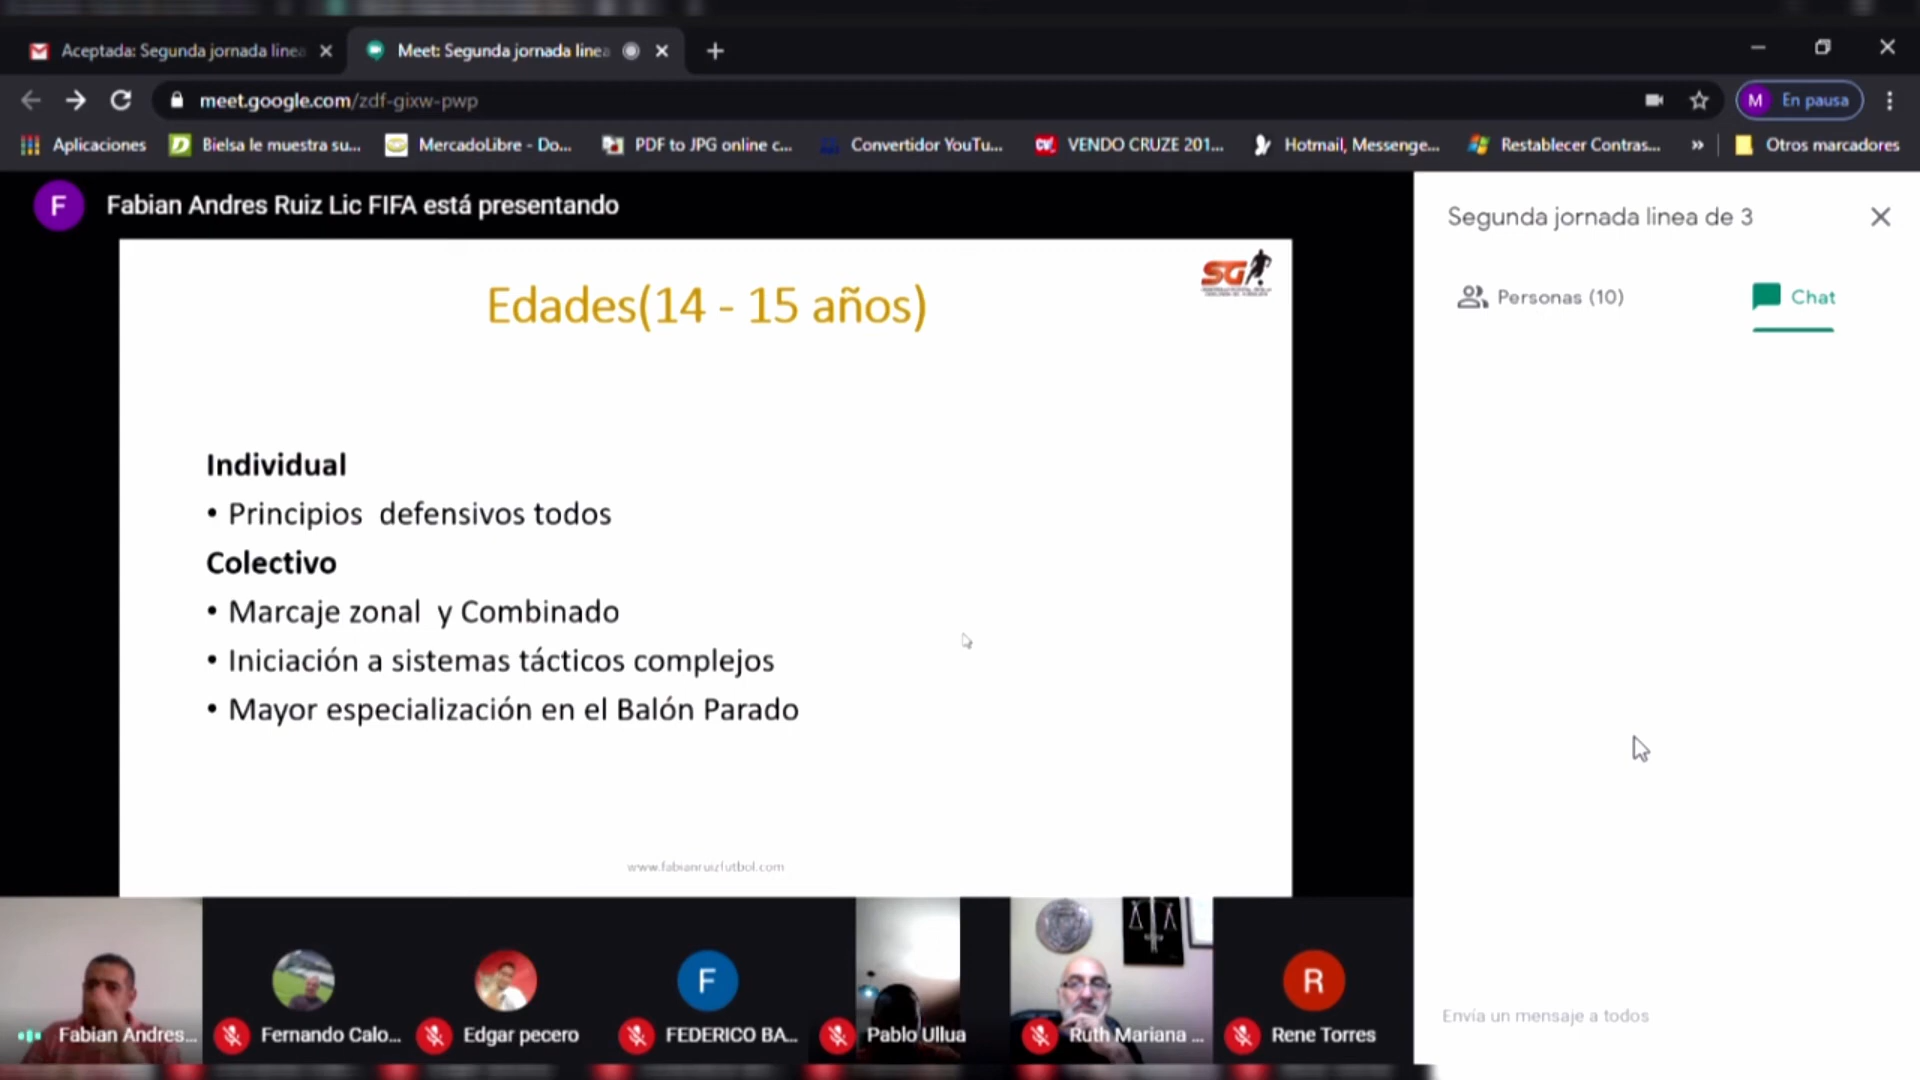 Aceptada: Segunda jornada linea
Meet: Segunda jornada linea
meet.google.com/zdf-gixw-pwp
M
En pausa
Aplicaciones
Bielsa le muestra su...
MercadoLibre - Do...
PDF to JPG online c...
Convertidor YouTu...
VENDO CRUZE 201...
Hotmail, Messenge...
Restablecer Contras...
»
Otros marcadores
F
Fabian Andres Ruiz Lic FIFA está presentando
Segunda jornada linea de 3
Personas (10)
Chat
SG
Edades(14 - 15 años)
Individual
• Principios defensivos todos
Colectivo
• Marcaje zonal y Combinado
• Iniciación a sistemas tácticos complejos
• Mayor especialización en el Balón Parado
www.fabianruizfutbol.com
F
R
Fabian Andres...
Fernando Calo...
Edgar pecero
FEDERICO BA...
Pablo Ullua
Ruth Mariana ...
Rene Torres
Envía un mensaje a todos